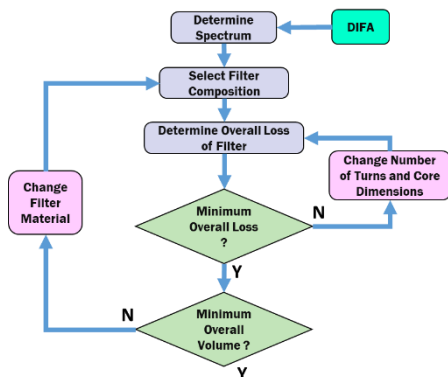 Determine
Spectrum
DIFA
Select Filter
Composition
Determine Overall Loss
of Filter
Change
Filter
Material
Change Number
of Turns and Core
Dimensions
Minimum
Overall Loss
?
N
Y
N
Minimum
Overall
Volume ?
Y